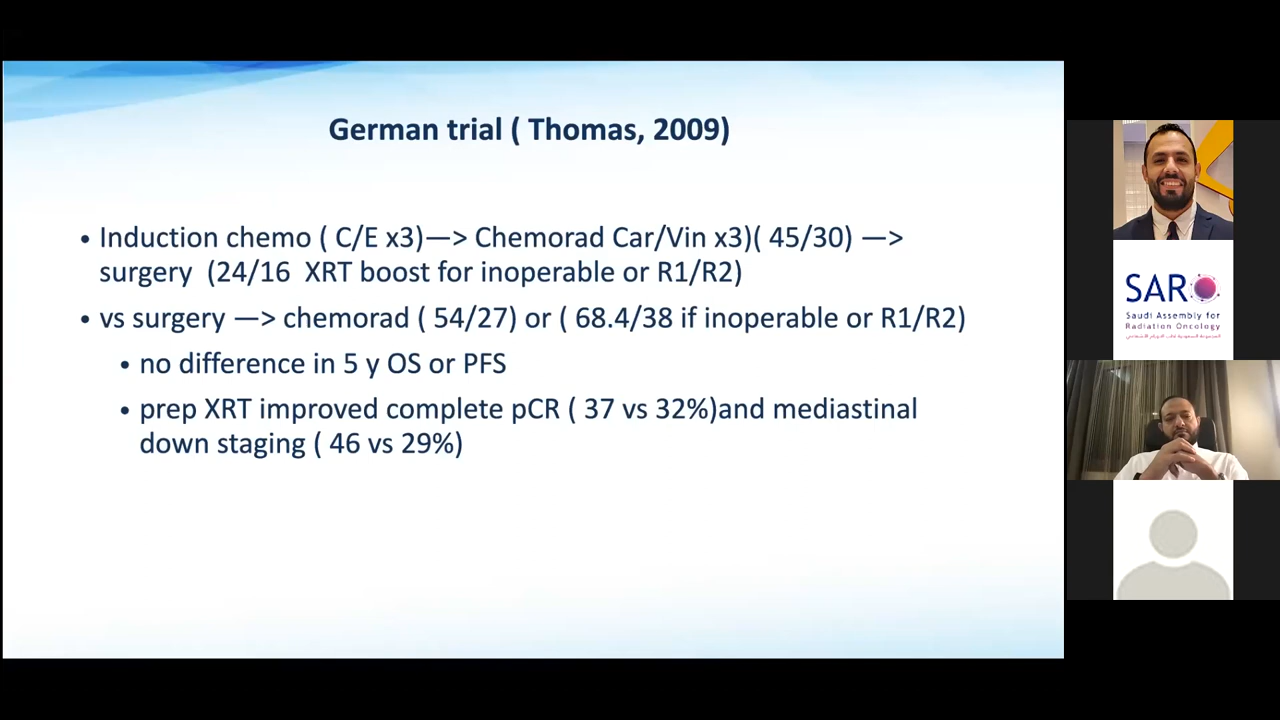 German trial ( Thomas, 2009)
• Induction chemo ( C/E x3)—> Chemorad Car/Vin x3)( 45/30) —>
surgery (24/16 XRT boost for inoperable or R1/R2)
• vs surgery —> chemorad ( 54/27) or ( 68.4/38 if inoperable or R1/R2)
• no difference in 5 y OS or PFS
• prep XRT improved complete pCR ( 37 vs 32%)and mediastinal
down staging ( 46 vs 29%)
SARO
Saudi Assembly for
Radiation Oncology